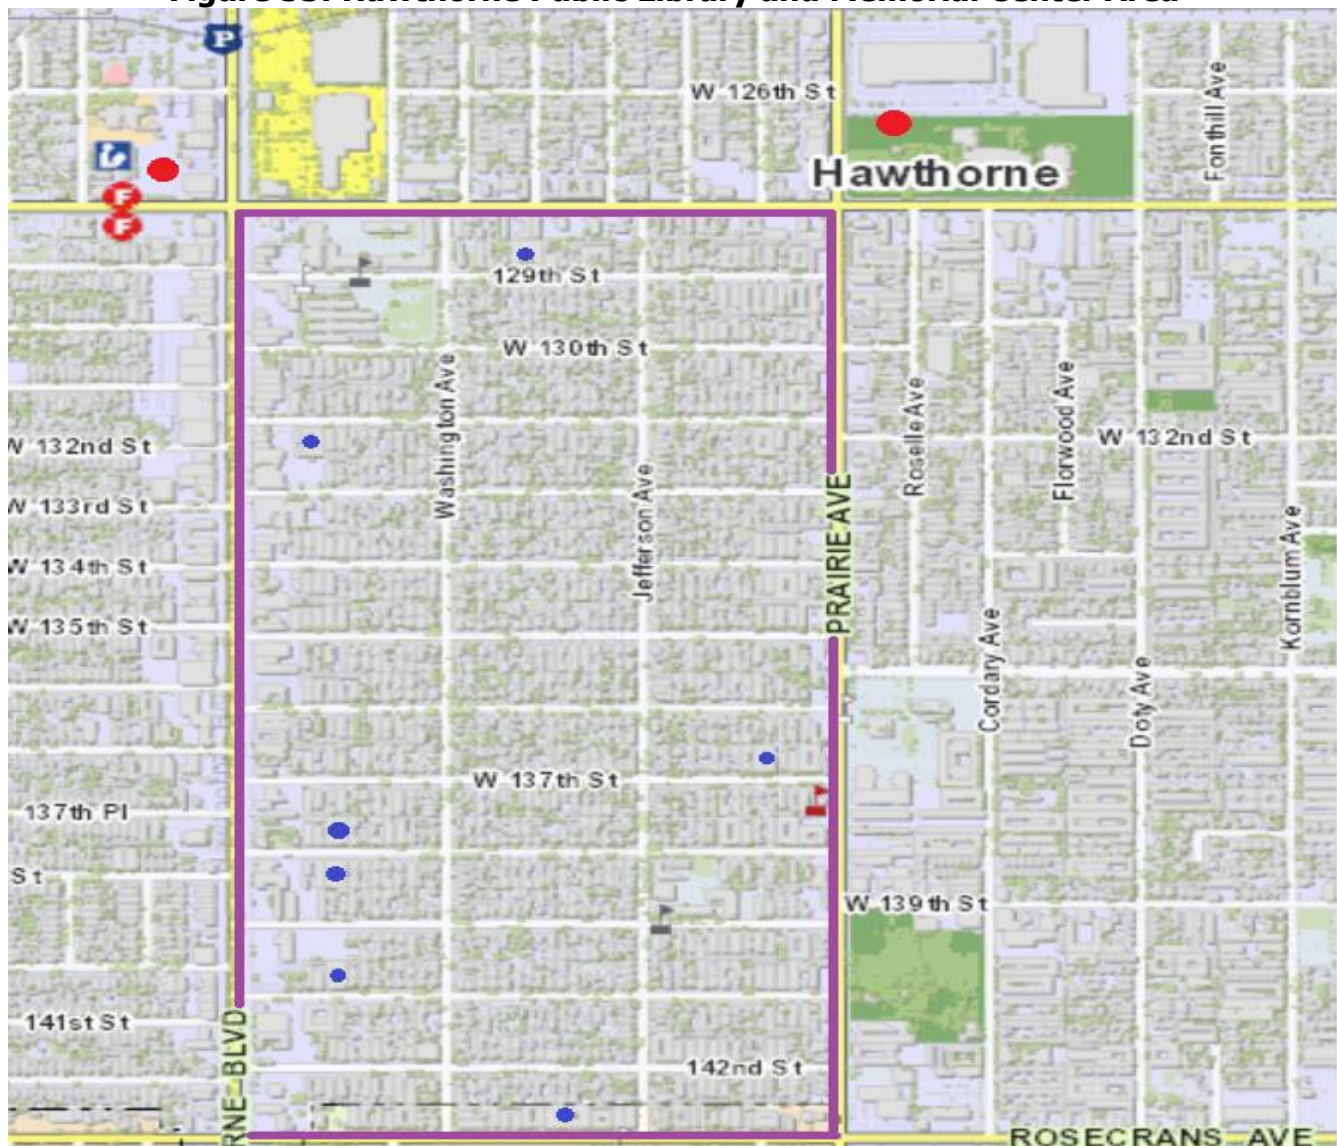 P
W 126th St
Fonthill Ave
Hawthorne
F
F
129th St
W 130th St
Washington Ave
Jefferson Ave
PRAIRIE AVE
Roselle Ave
Florwood Ave
W 132nd St
W 132nd St
W 133rd St
W 134th St
W 135th St
Kornblum Ave
Cordary Ave
Doty Ave
W 137th St
137th Pl
St
W 139th St
141st St
142nd St
RNE BLVD
ROSECRANS AVE